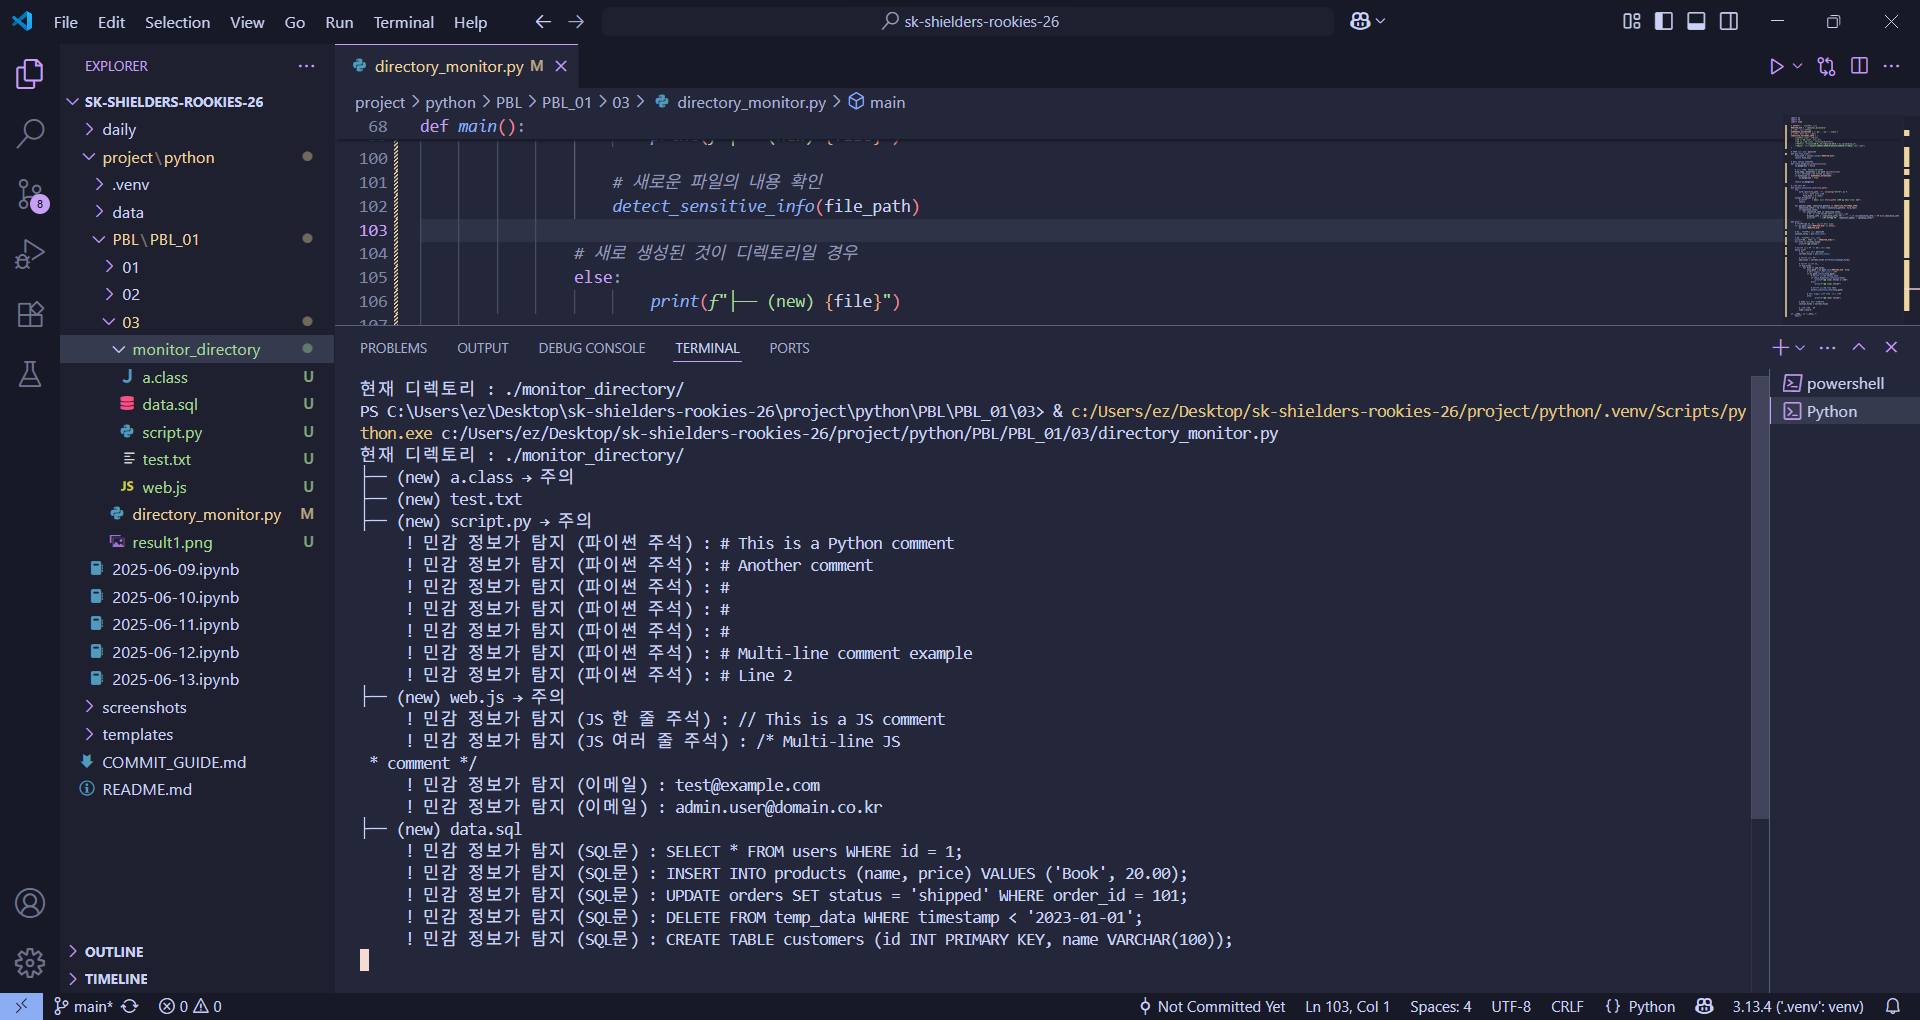 File Edit Selection View Go Run Terminal Help
sk-shielders-rookies-26
EXPLORER
SK-SHIELDERS-ROOKIES-26
daily
project\python
.venv
data
PBL\PBL_01
01
02
03
monitor_directory
J a.class U
data.sql U
script.py U
test.txt U
JS web.js U
directory_monitor.py M
result1.png U
2025-06-09.ipynb
2025-06-10.ipynb
2025-06-11.ipynb
2025-06-12.ipynb
2025-06-13.ipynb
screenshots
templates
COMMIT_GUIDE.md
README.md
OUTLINE
TIMELINE
8
directory_monitor.py M
project > python > PBL > PBL_01 > 03 > directory_monitor.py > main
68 def main():
100
101 # 새로운 파일의 내용 확인
102 detect_sensitive_info(file_path)
103
104 # 새로 생성된 것이 디렉토리일 경우
105 else:
106 print(f"├── (new) {file}")
107
PROBLEMS OUTPUT DEBUG CONSOLE TERMINAL PORTS
현재 디렉토리 : ./monitor_directory/
PS C:\Users\ez\Desktop\sk-shielders-rookies-26\project\python\PBL\PBL_01\03> & c:/Users/ez/Desktop/sk-shielders-rookies-26/project/python/.venv/Scripts/py
thon.exe c:/Users/ez/Desktop/sk-shielders-rookies-26/project/python/PBL/PBL_01/03/directory_monitor.py
현재 디렉토리 : ./monitor_directory/
├── (new) a.class → 주의
├── (new) test.txt
├── (new) script.py → 주의
! 민감 정보가 탐지 (파이썬 주석) : # This is a Python comment
! 민감 정보가 탐지 (파이썬 주석) : # Another comment
! 민감 정보가 탐지 (파이썬 주석) : #
! 민감 정보가 탐지 (파이썬 주석) : #
! 민감 정보가 탐지 (파이썬 주석) : #
! 민감 정보가 탐지 (파이썬 주석) : # Multi-line comment example
! 민감 정보가 탐지 (파이썬 주석) : # Line 2
├── (new) web.js → 주의
! 민감 정보가 탐지 (JS 한 줄 주석) : // This is a JS comment
! 민감 정보가 탐지 (JS 여러 줄 주석) : /* Multi-line JS
* comment */
! 민감 정보가 탐지 (이메일) : test@example.com
! 민감 정보가 탐지 (이메일) : admin.user@domain.co.kr
├── (new) data.sql
! 민감 정보가 탐지 (SQL문) : SELECT * FROM users WHERE id = 1;
! 민감 정보가 탐지 (SQL문) : INSERT INTO products (name, price) VALUES ('Book', 20.00);
! 민감 정보가 탐지 (SQL문) : UPDATE orders SET status = 'shipped' WHERE order_id = 101;
! 민감 정보가 탐지 (SQL문) : DELETE FROM temp_data WHERE timestamp < '2023-01-01';
! 민감 정보가 탐지 (SQL문) : CREATE TABLE customers (id INT PRIMARY KEY, name VARCHAR(100));
powershell
Python
main* 0 0 Not Committed Yet Ln 103, Col 1 Spaces: 4 UTF-8 CRLF {} Python 3.13.4 ('.venv': venv)